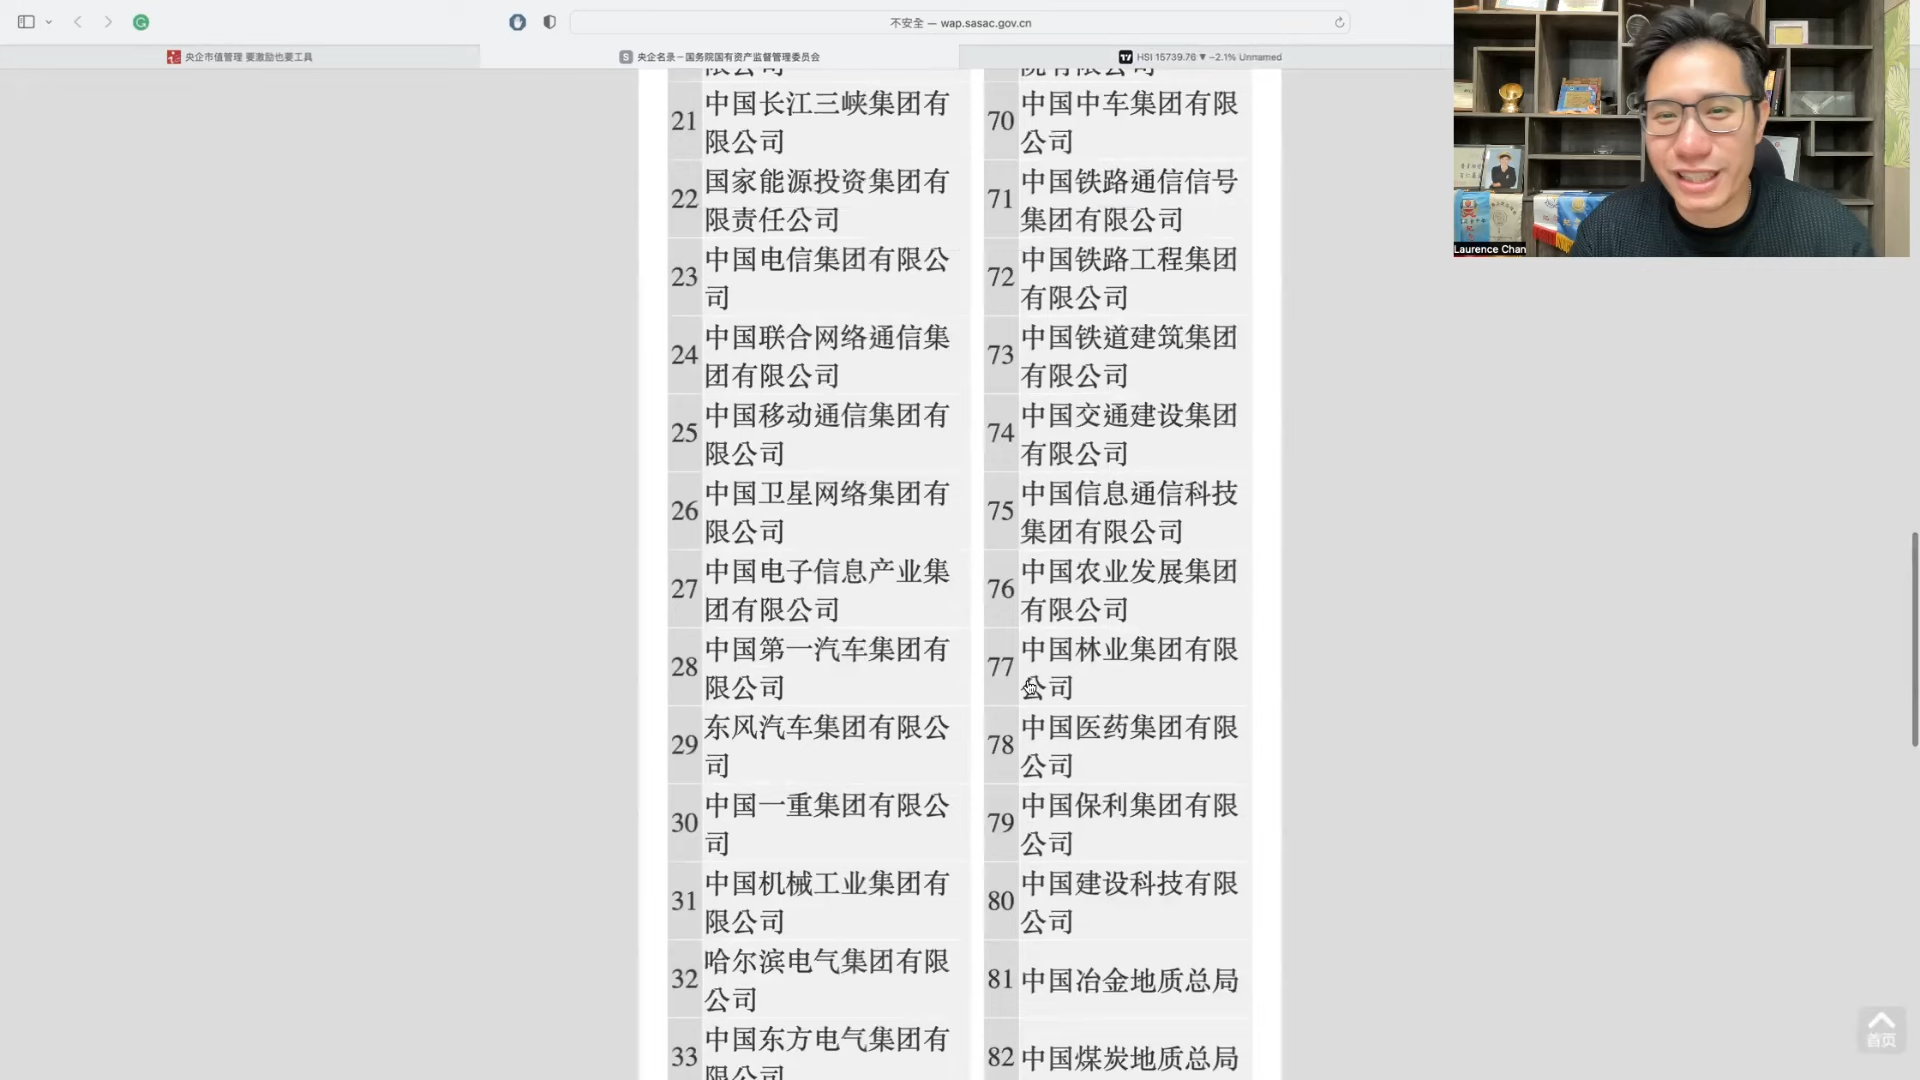 不安全 — wap.sasac.gov.cn
央企市值管理 要激励也要工具
S 央企名录－国务院国有资产监督管理委员会
HSI 15739.76 ▼ −2.1% Unnamed
Laurence Chan
限公司
21 中国长江三峡集团有
限公司
22 国家能源投资集团有
限责任公司
23 中国电信集团有限公
司
24 中国联合网络通信集
团有限公司
25 中国移动通信集团有
限公司
26 中国卫星网络集团有
限公司
27 中国电子信息产业集
团有限公司
28 中国第一汽车集团有
限公司
29 东风汽车集团有限公
司
30 中国一重集团有限公
司
31 中国机械工业集团有
限公司
32 哈尔滨电气集团有限
公司
33 中国东方电气集团有
限公司
院有限公司
70 中国中车集团有限
公司
71 中国铁路通信信号
集团有限公司
72 中国铁路工程集团
有限公司
73 中国铁道建筑集团
有限公司
74 中国交通建设集团
有限公司
75 中国信息通信科技
集团有限公司
76 中国农业发展集团
有限公司
77 中国林业集团有限
公司
78 中国医药集团有限
公司
79 中国保利集团有限
公司
80 中国建设科技有限
公司
81 中国冶金地质总局
82 中国煤炭地质总局
首页